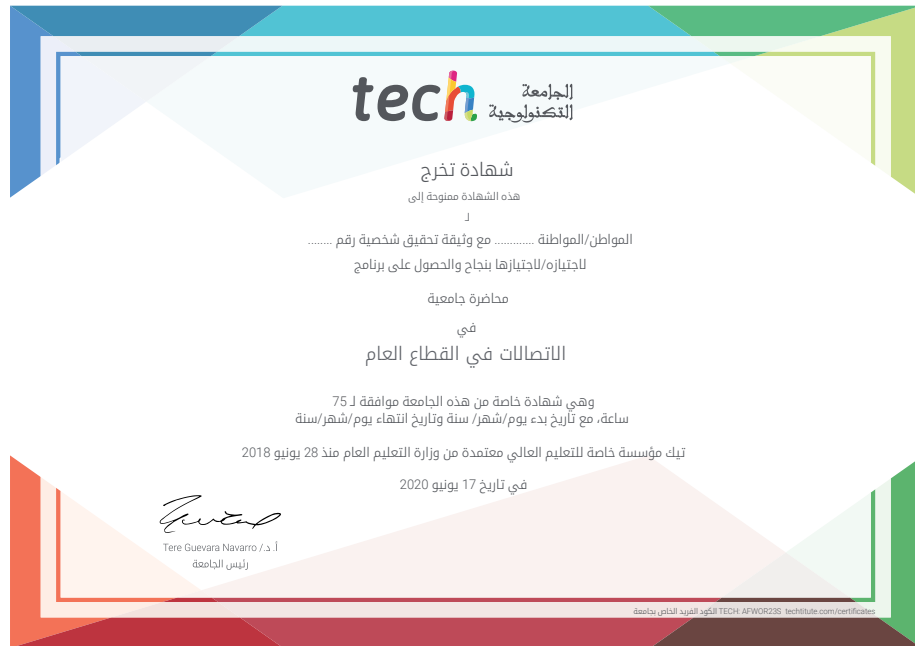 tech الجامعة
التكنولوجية
شهادة تخرج
هذه الشهادة ممنوحة إلى
لـ
المواطن/المواطنة ............ مع وثيقة تحقيق شخصية رقم ........
لاجتيازه/لاجتيازها بنجاح والحصول على برنامج
محاضرة جامعية
في
الاتصالات في القطاع العام
وهي شهادة خاصة من هذه الجامعة موافقة لـ 75
ساعة، مع تاريخ بدء يوم/شهر/ سنة وتاريخ انتهاء يوم/شهر/سنة
تيك مؤسسة خاصة للتعليم العالي معتمدة من وزارة التعليم العام منذ 28 يونيو 2018
في تاريخ 17 يونيو 2020
أ.د./ Tere Guevara Navarro
رئيس الجامعة
الكود الفريد الخاص بجامعة TECH: AFWOR23S techtitute.com/certificates